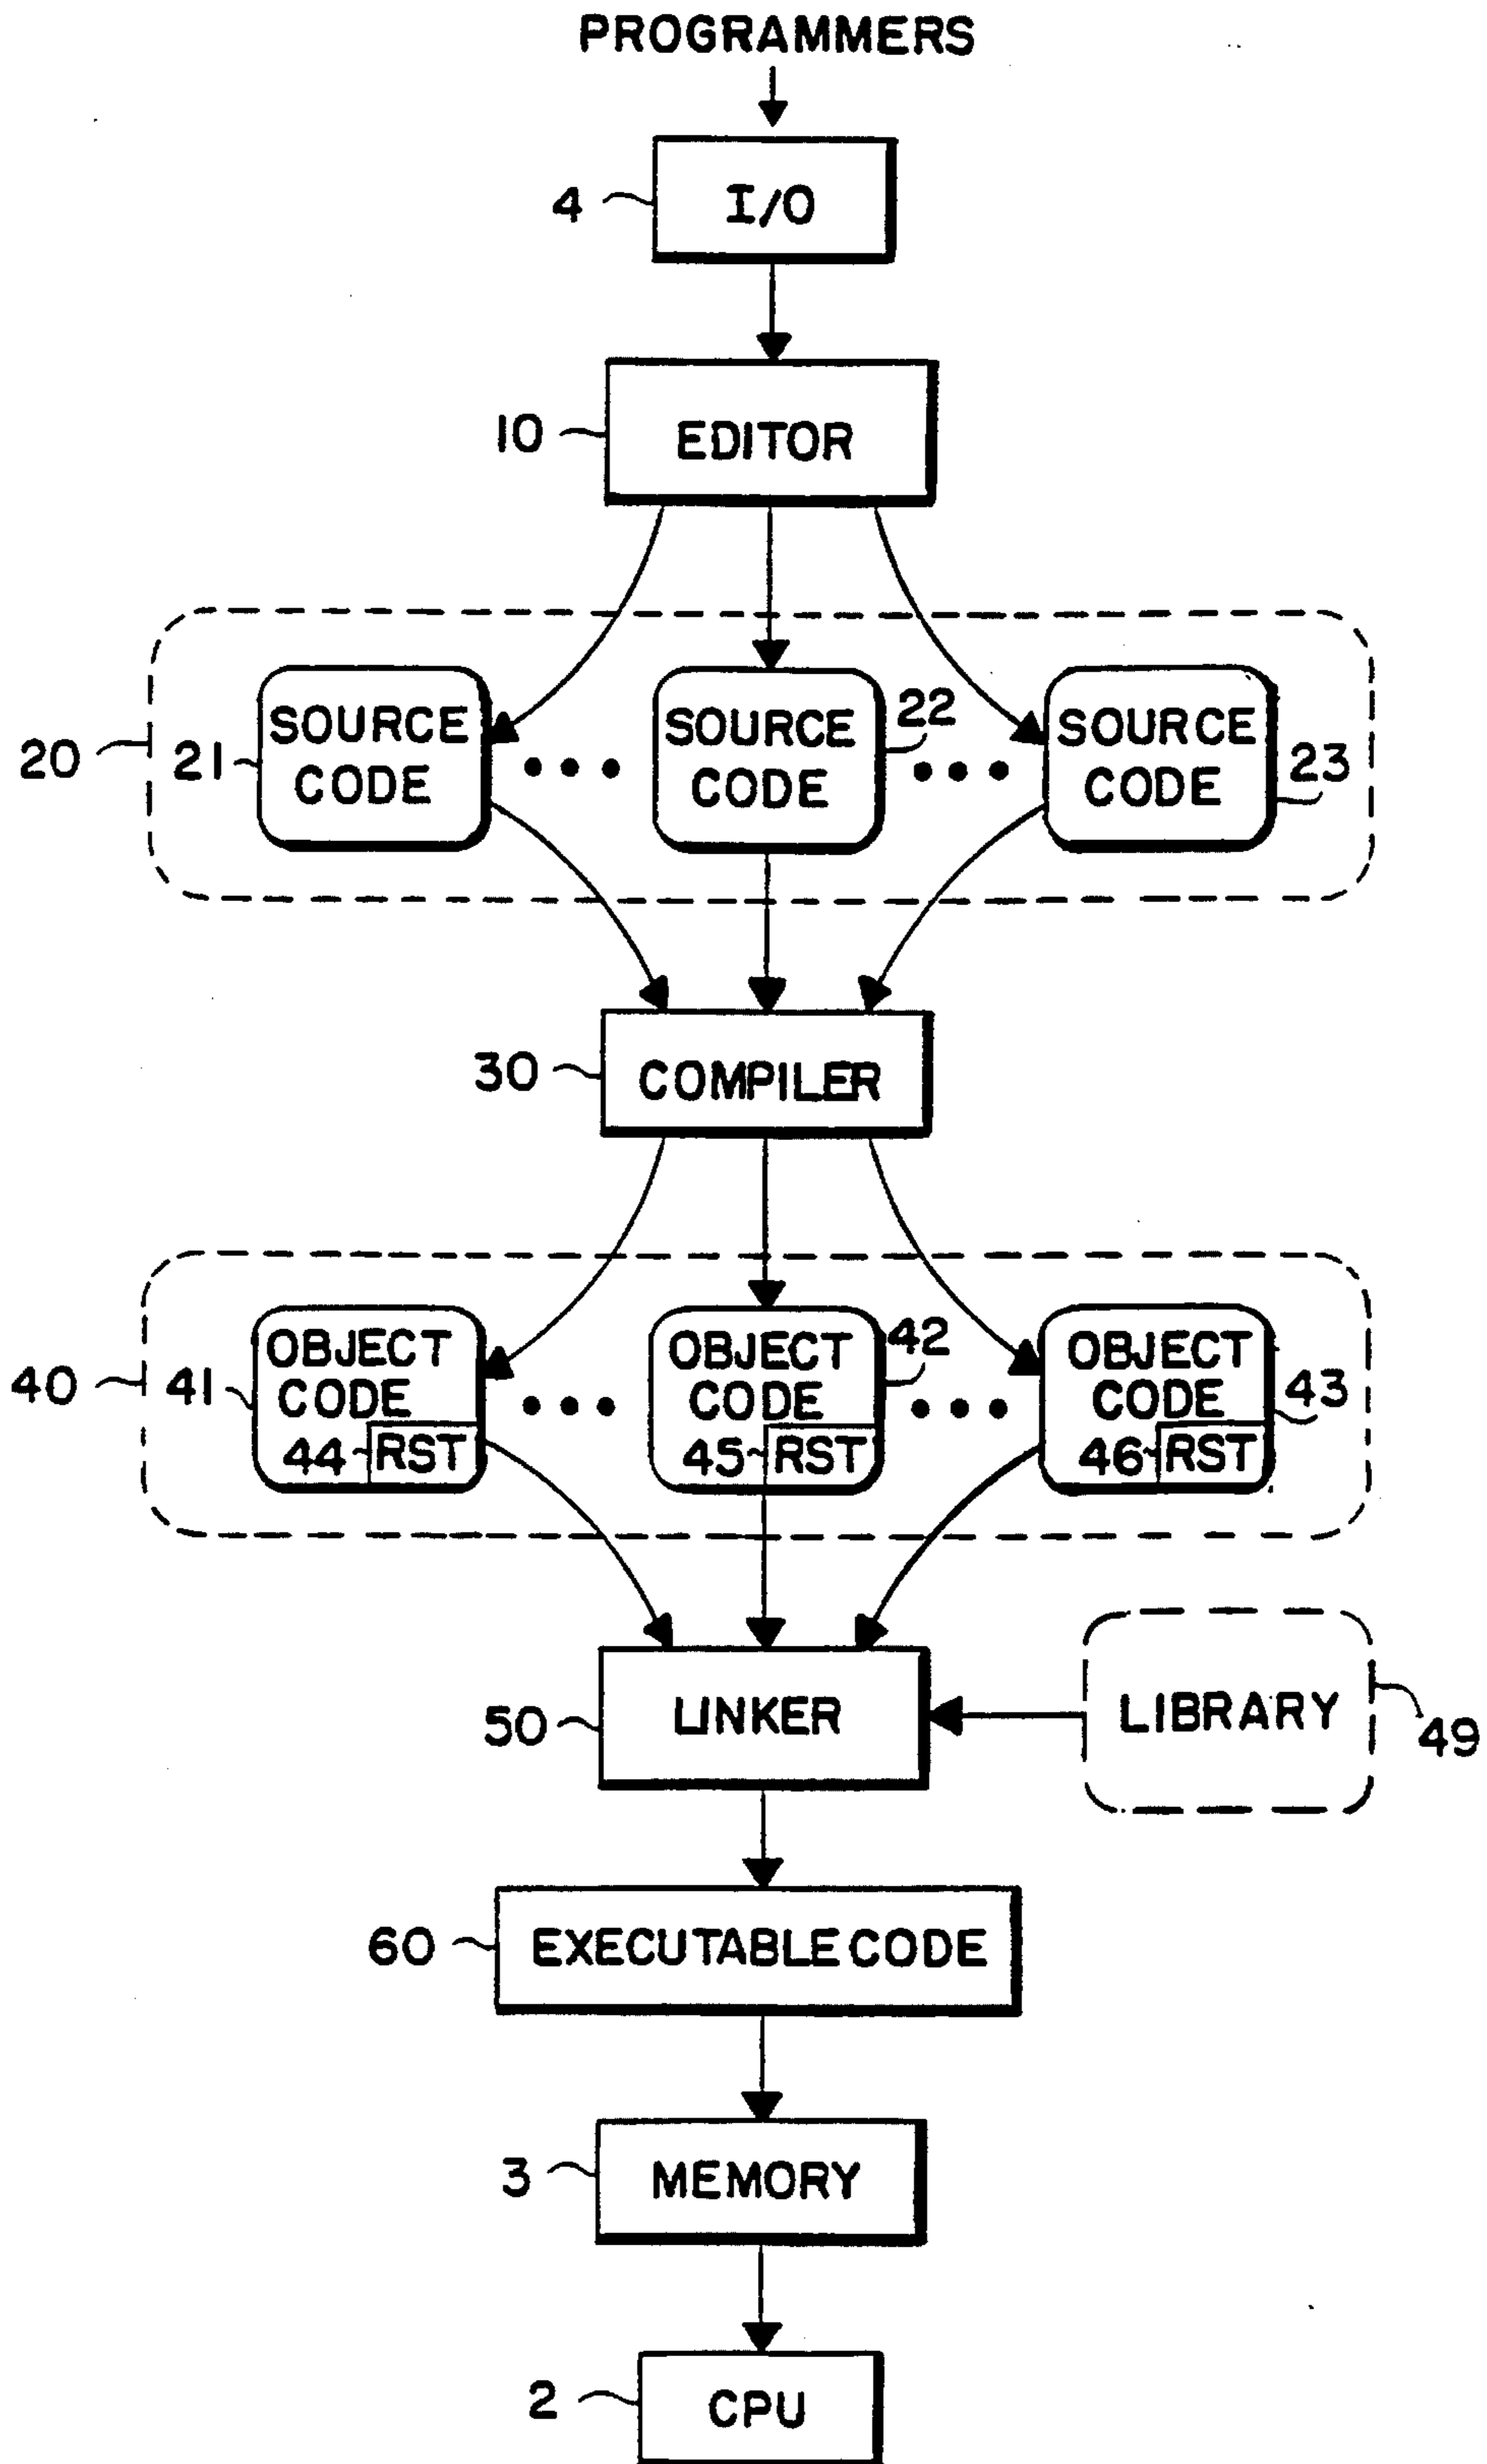 PROGRAMMERS
4
I/O
10
EDITOR
20
21
SOURCE
CODE
SOURCE
CODE
22
SOURCE
CODE
23
30
COMPILER
40
41
OBJECT
CODE
44
RST
OBJECT
CODE
42
45
RST
OBJECT
CODE
43
46
RST
50
LINKER
LIBRARY
49
60
EXECUTABLE CODE
3
MEMORY
2
CPU